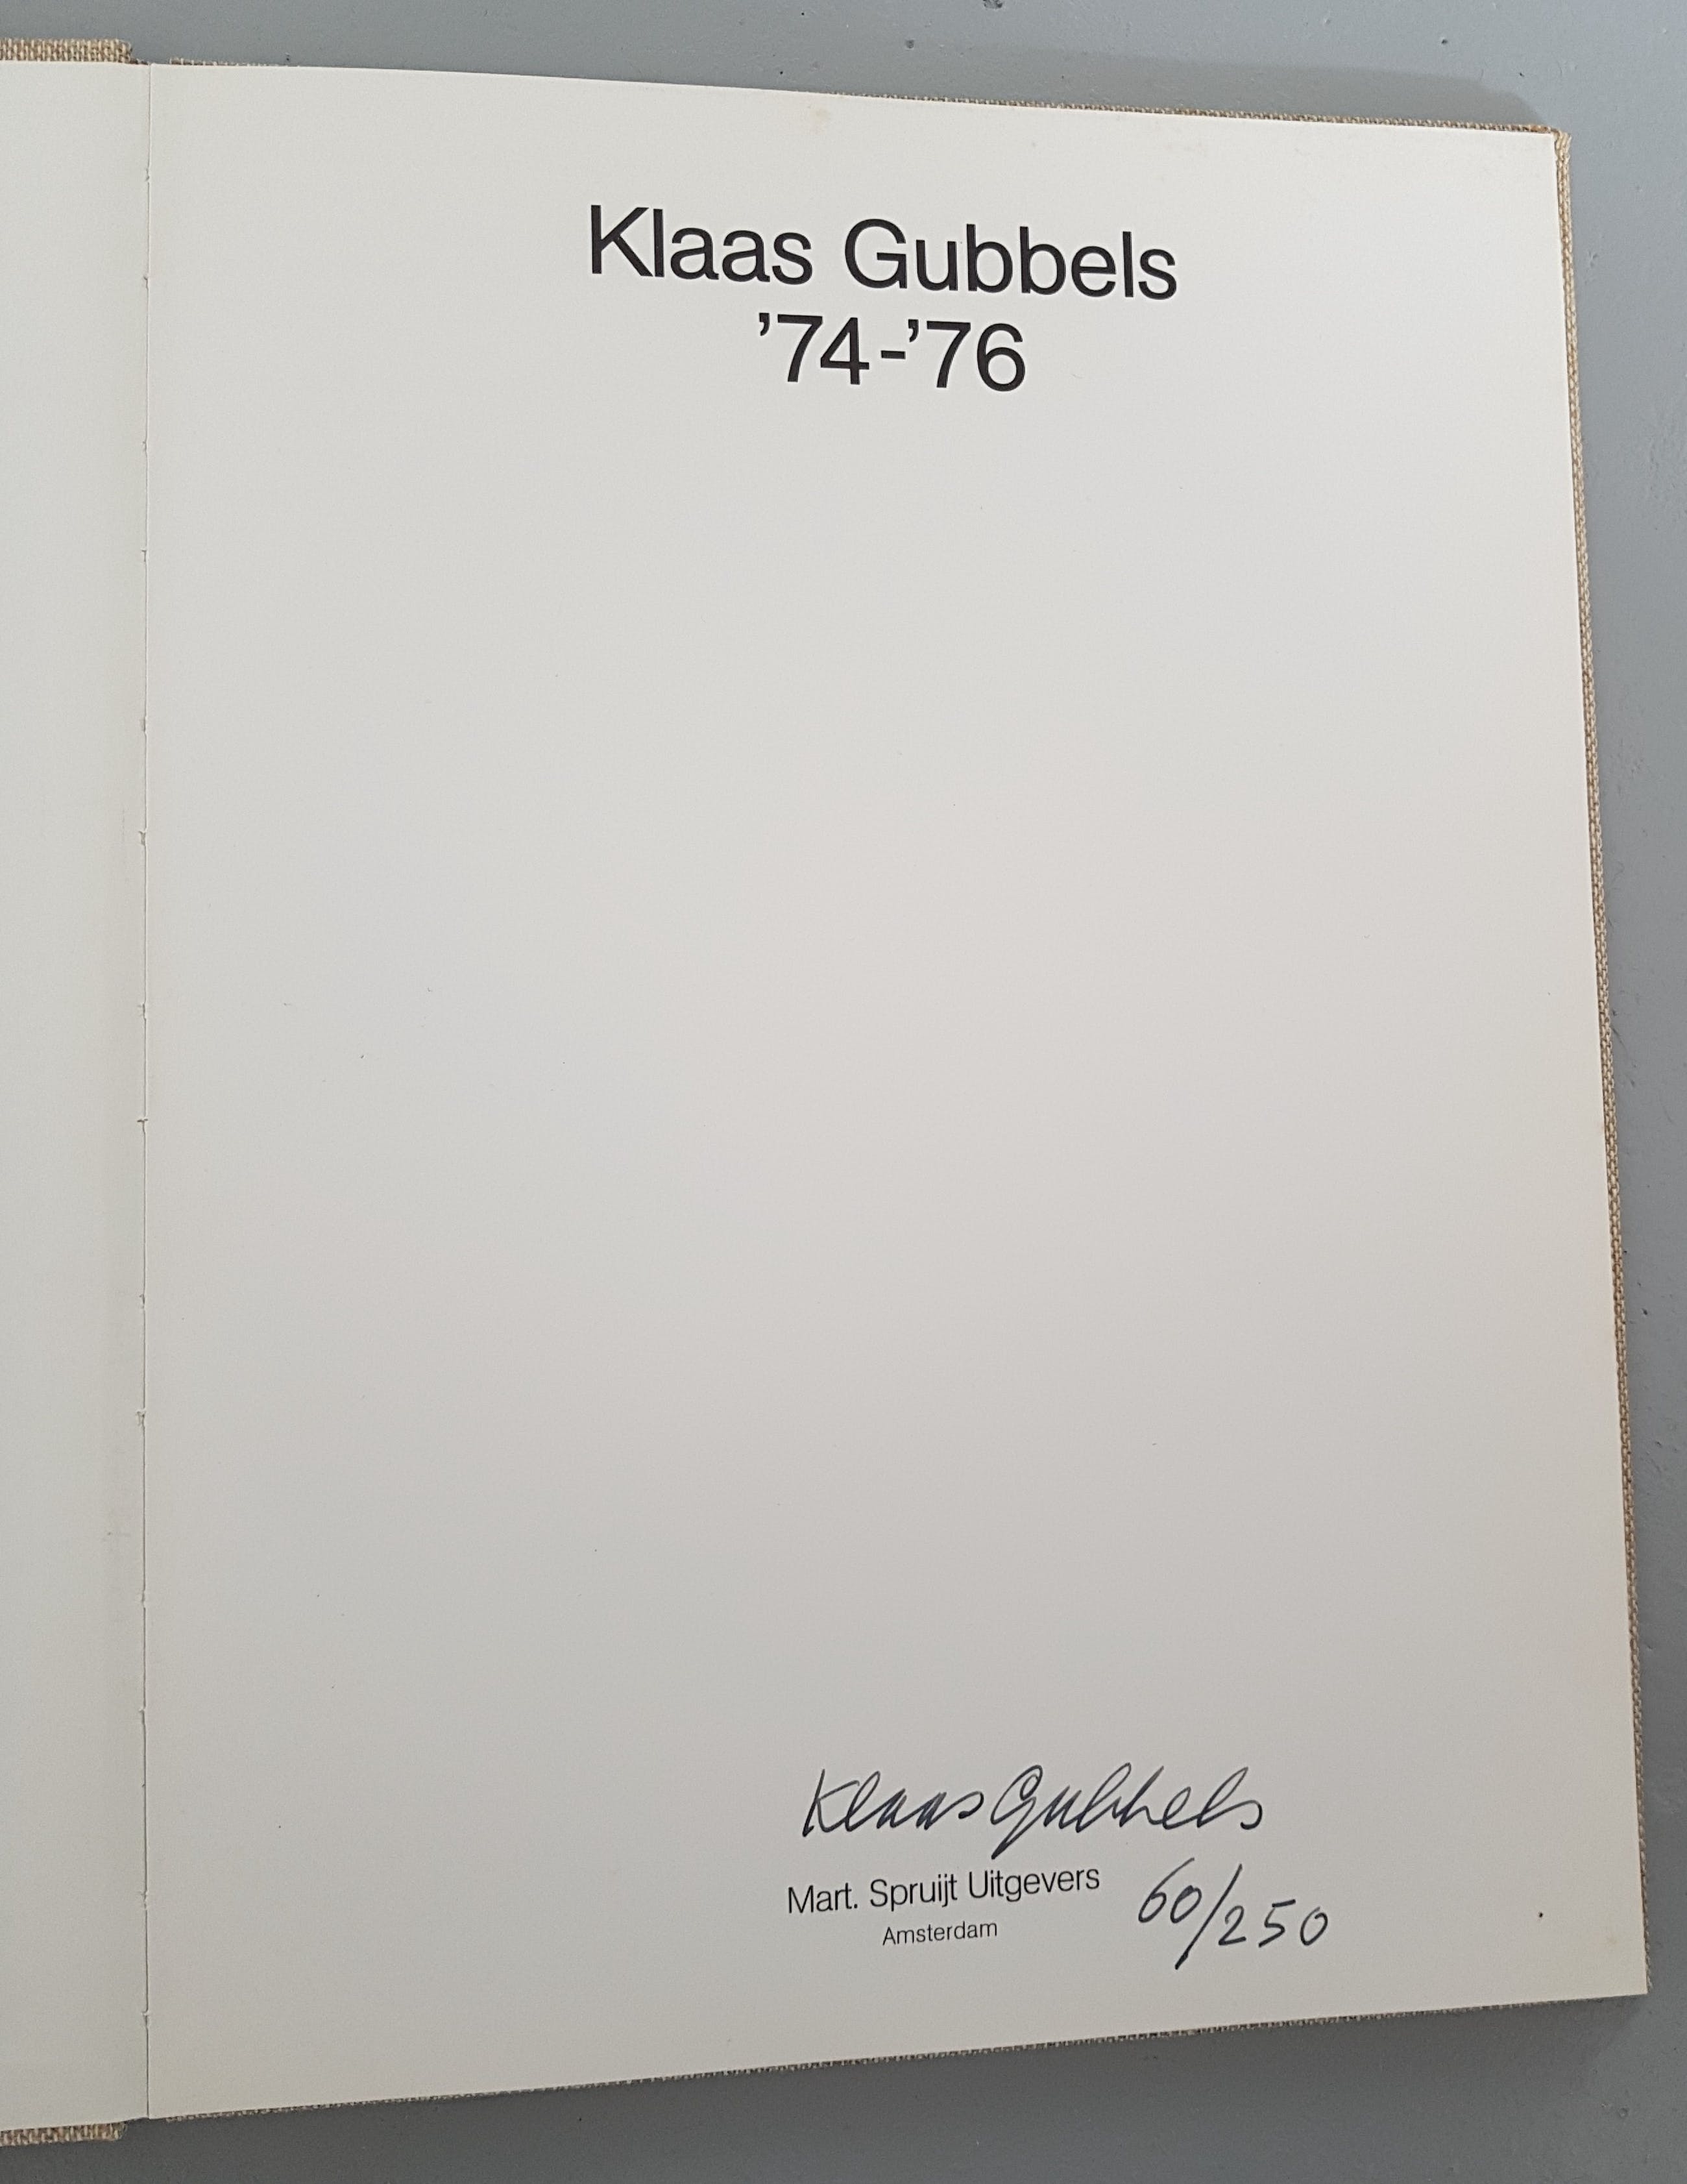 Klaas Gubbels
’74-’76
Klaas Gubbels
Mart. Spruijt Uitgevers
Amsterdam
60/250